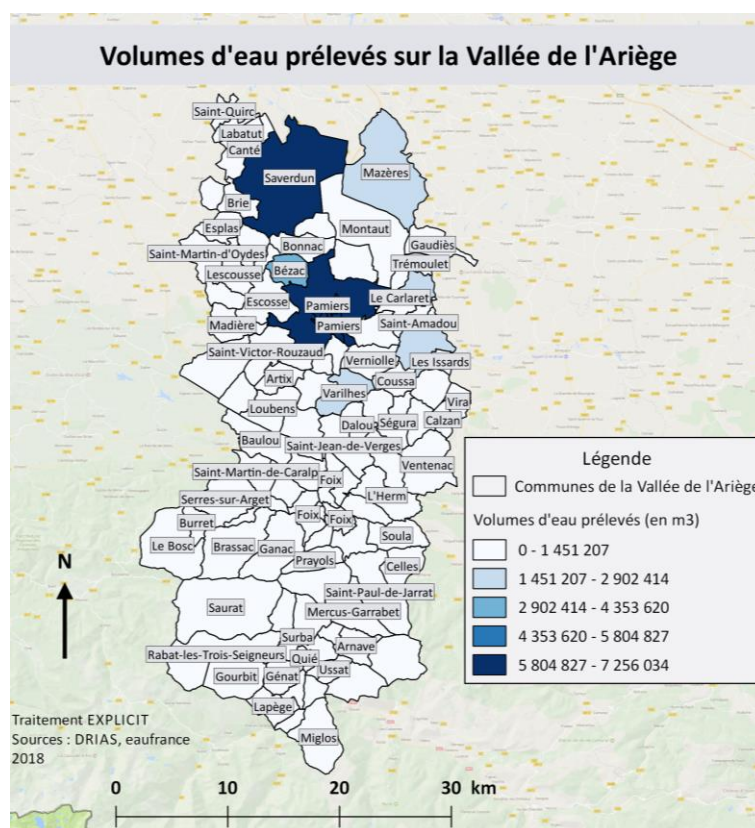 Volumes d'eau prélevés sur la Vallée de l'Ariège
Saint-Quirc
Labatut
Canté
Saverdun
Mazères
Brie
Esplas
Montaut
Bonnac
Saint-Martin-d'Oydes
Gaudiès
Lescousse
Bézac
Trémoulet
Escosse
Pamiers
Le Carlaret
Madière
Pamiers
Saint-Amadou
Saint-Victor-Rouzaud
Verniolle
Les Issards
Artix
Coussa
Varilhes
Vira
Loubens
Dalou
Ségura
Calzan
Baulou
Saint-Jean-de-Verges
Ventenac
Saint-Martin-de-Caralp
Foix
L'Herm
Serres-sur-Arget
Burret
Foix
Foix
Le Bosc
Brassac
Ganac
Soula
Prayols
Celles
Saint-Paul-de-Jarrat
Saurat
Mercus-Garrabet
Surba
Arnave
Rabat-les-Trois-Seigneurs
Quié
Ussat
Gourbit
Génat
Lapège
Miglos
N
Légende
Communes de la Vallée de l'Ariège
Volumes d'eau prélevés (en m3)
0 - 1 451 207
1 451 207 - 2 902 414
2 902 414 - 4 353 620
4 353 620 - 5 804 827
5 804 827 - 7 256 034
Traitement EXPLICIT
Sources : DRIAS, eaufrance
2018
0 10 20 30 km